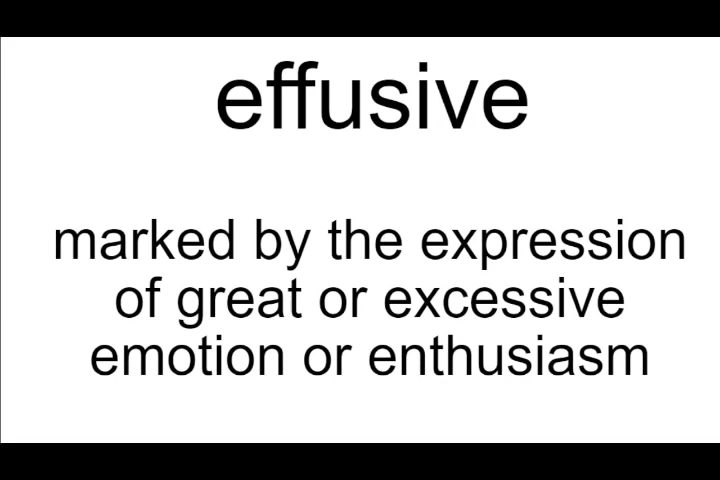 effusive
marked by the expression
of great or excessive
emotion or enthusiasm